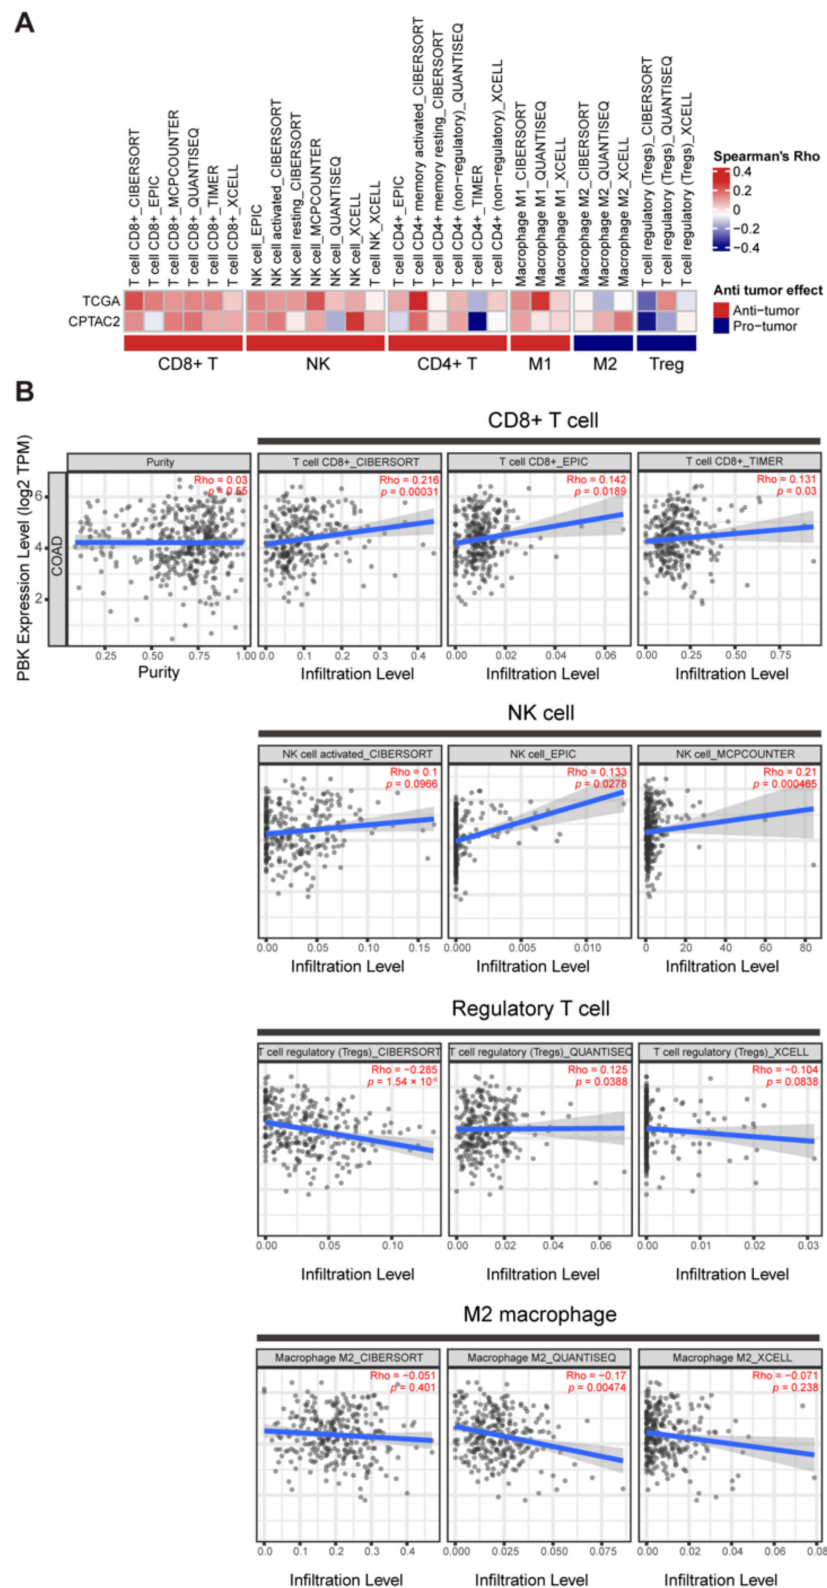 A
T cell CD8+_CIBERSORT
T cell CD8+_EPIC
T cell CD8+_MCPCOUNTER
T cell CD8+_QUANTISEQ
T cell CD8+_TIMER
T cell CD8+_XCELL
NK cell_EPIC
NK cell activated_CIBERSORT
NK cell resting_CIBERSORT
NK cell_MCPCOUNTER
NK cell_QUANTISEQ
NK cell_XCELL
T cell NK_XCELL
T cell CD4+_EPIC
T cell CD4+ memory activated_CIBERSORT
T cell CD4+ memory resting_CIBERSORT
T cell CD4+ (non-regulatory)_QUANTISEQ
T cell CD4+_TIMER
T cell CD4+ (non-regulatory)_XCELL
Macrophage M1_CIBERSORT
Macrophage M1_QUANTISEQ
Macrophage M1_XCELL
Macrophage M2_CIBERSORT
Macrophage M2_QUANTISEQ
Macrophage M2_XCELL
T cell regulatory (Tregs)_CIBERSORT
T cell regulatory (Tregs)_QUANTISEQ
T cell regulatory (Tregs)_XCELL
Spearman's Rho
0.4
0.2
0
−0.2
−0.4
TCGA
CPTAC2
Anti tumor effect
Anti−tumor
Pro−tumor
CD8+ T NK CD4+ T M1 M2 Treg
B
CD8+ T cell
PBK Expression Level (log2 TPM)
COAD
6
4
2
Purity
Rho = 0.03
p = 0.55
0.25 0.50 0.75 1.00
Purity
T cell CD8+_CIBERSORT
Rho = 0.216
p = 0.00031
0.0 0.1 0.2 0.3 0.4
Infiltration Level
T cell CD8+_EPIC
Rho = 0.142
p = 0.0189
0.00 0.02 0.04 0.06
Infiltration Level
T cell CD8+_TIMER
Rho = 0.131
p = 0.03
0.00 0.25 0.50 0.75
Infiltration Level
NK cell
NK cell activated_CIBERSORT
Rho = 0.1
p = 0.0966
0.00 0.05 0.10 0.15
Infiltration Level
NK cell_EPIC
Rho = 0.133
p = 0.0278
0.000 0.005 0.010
Infiltration Level
NK cell_MCPCOUNTER
Rho = 0.21
p = 0.000465
0 20 40 60 80
Infiltration Level
Regulatory T cell
T cell regulatory (Tregs)_CIBERSORT
Rho = −0.285
p = 1.54 × 10⁻⁶
0.00 0.05 0.10
Infiltration Level
T cell regulatory (Tregs)_QUANTISEQ
Rho = 0.125
p = 0.0388
0.00 0.02 0.04 0.06
Infiltration Level
T cell regulatory (Tregs)_XCELL
Rho = −0.104
p = 0.0838
0.00 0.01 0.02 0.03
Infiltration Level
M2 macrophage
Macrophage M2_CIBERSORT
Rho = −0.051
p = 0.401
0.0 0.1 0.2 0.3 0.4
Infiltration Level
Macrophage M2_QUANTISEQ
Rho = −0.17
p = 0.00474
0.000 0.025 0.050 0.075
Infiltration Level
Macrophage M2_XCELL
Rho = −0.071
p = 0.238
0.00 0.02 0.04 0.06 0.08
Infiltration Level